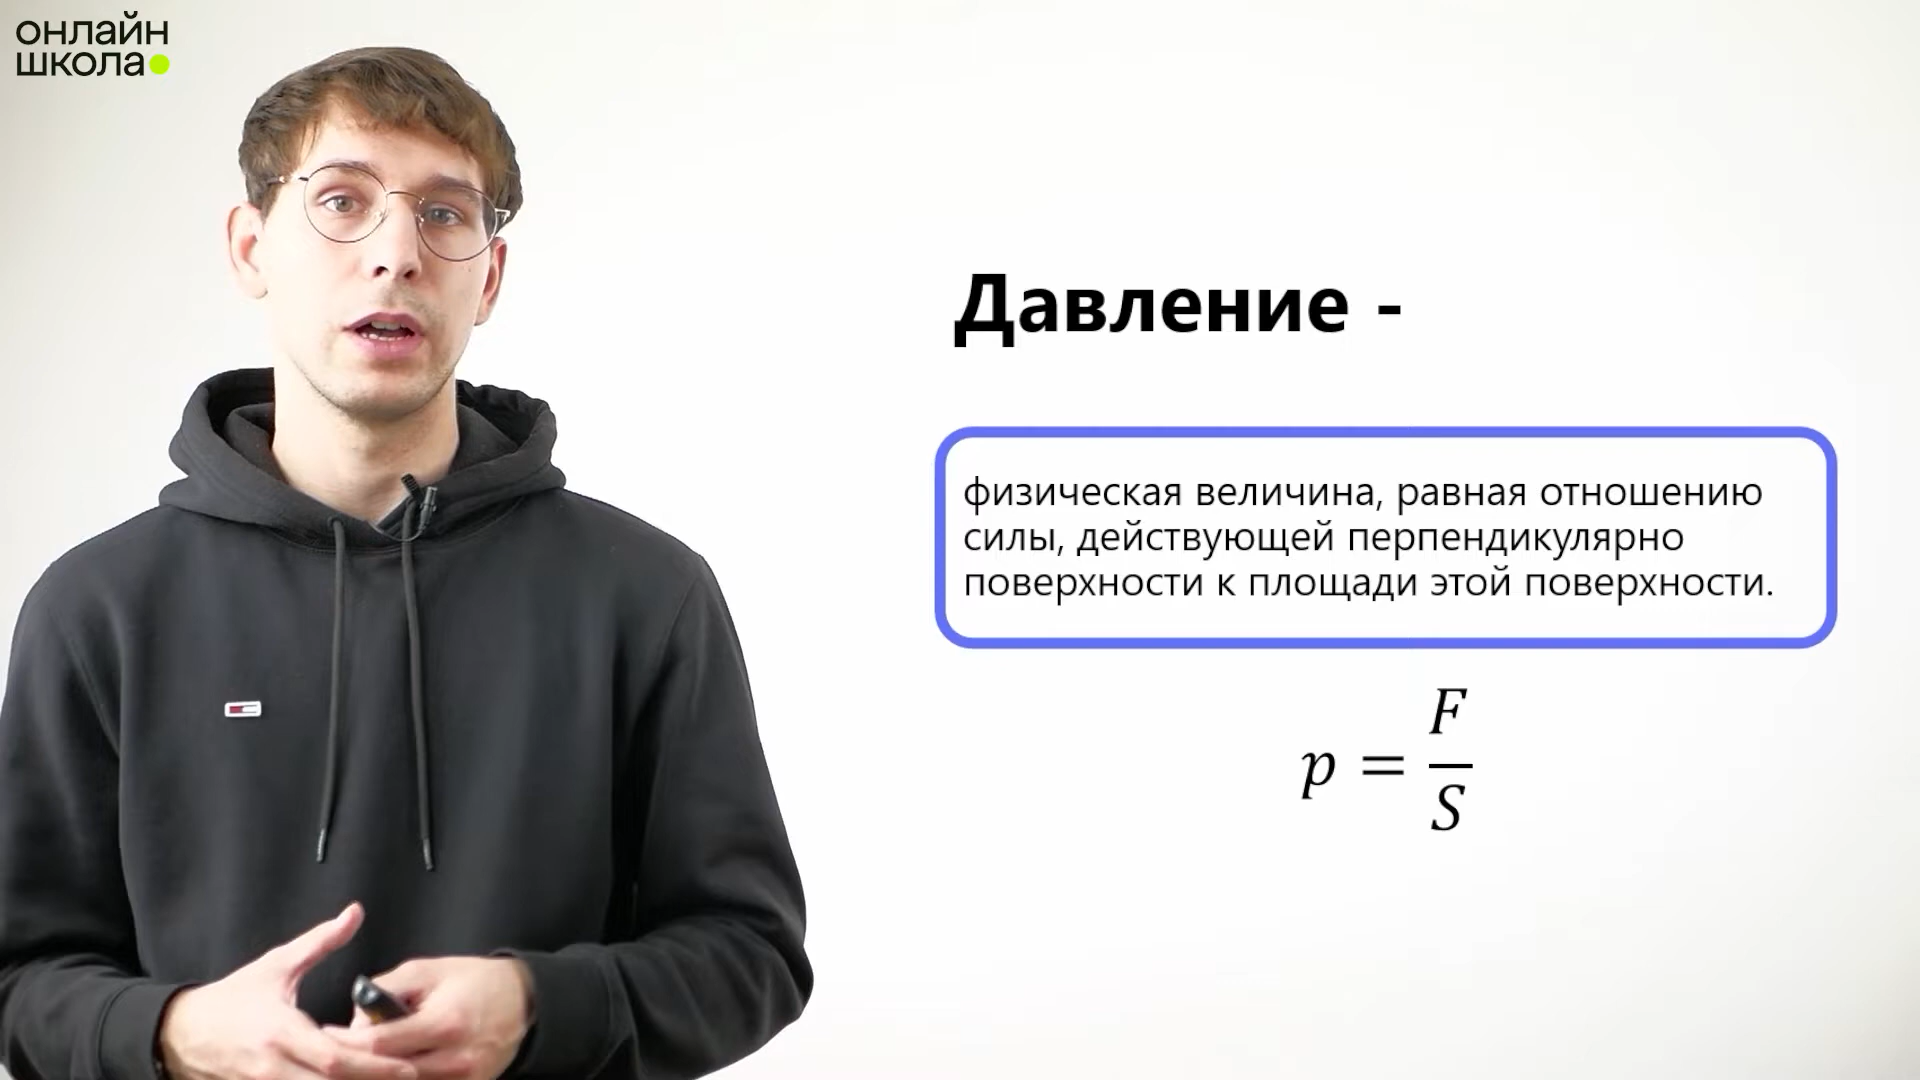 онлайн
школа
Давление -
физическая величина, равная отношению
силы, действующей перпендикулярно
поверхности к площади этой поверхности.
p = F/S